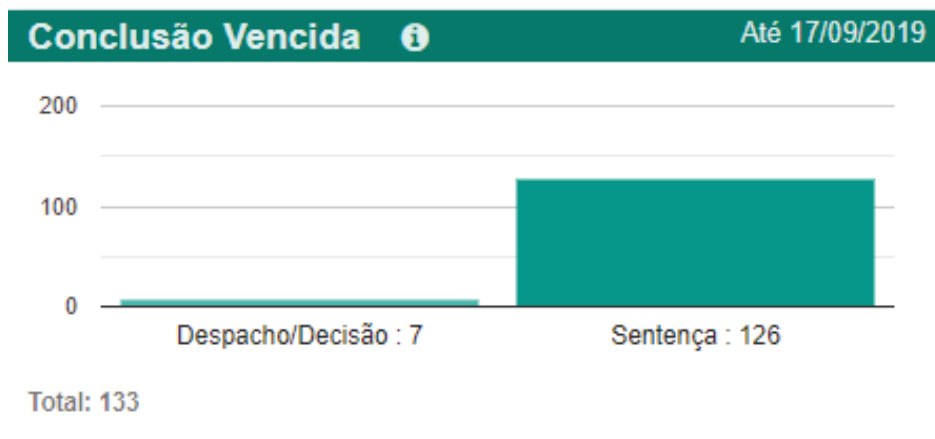 Conclusão Vencida Até 17/09/2019
200
100
0
Despacho/Decisão : 7 Sentença : 126
Total: 133